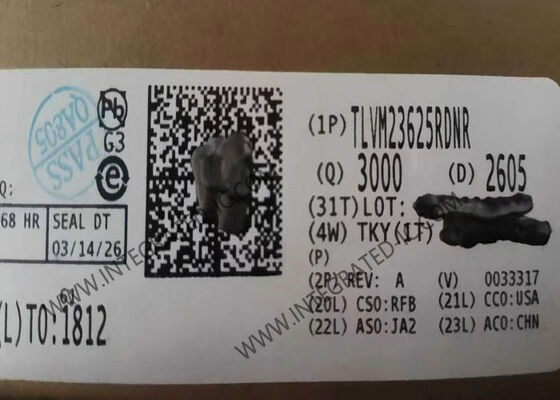 PASS
QA805
Pb
G3
e
Q:
68 HR
SEAL DT
03/14/26
L)TO:1812
(1P) TLVM23625RDNR
(Q) 3000 (D) 2605
(31T)LOT:
(4W) TKY(1T)
(P)
(2P) REV: A (V) 0033317
(20L) CSO:RFB (21L) CCO:USA
(22L) ASO:JA2 (23L) ACO:CHN